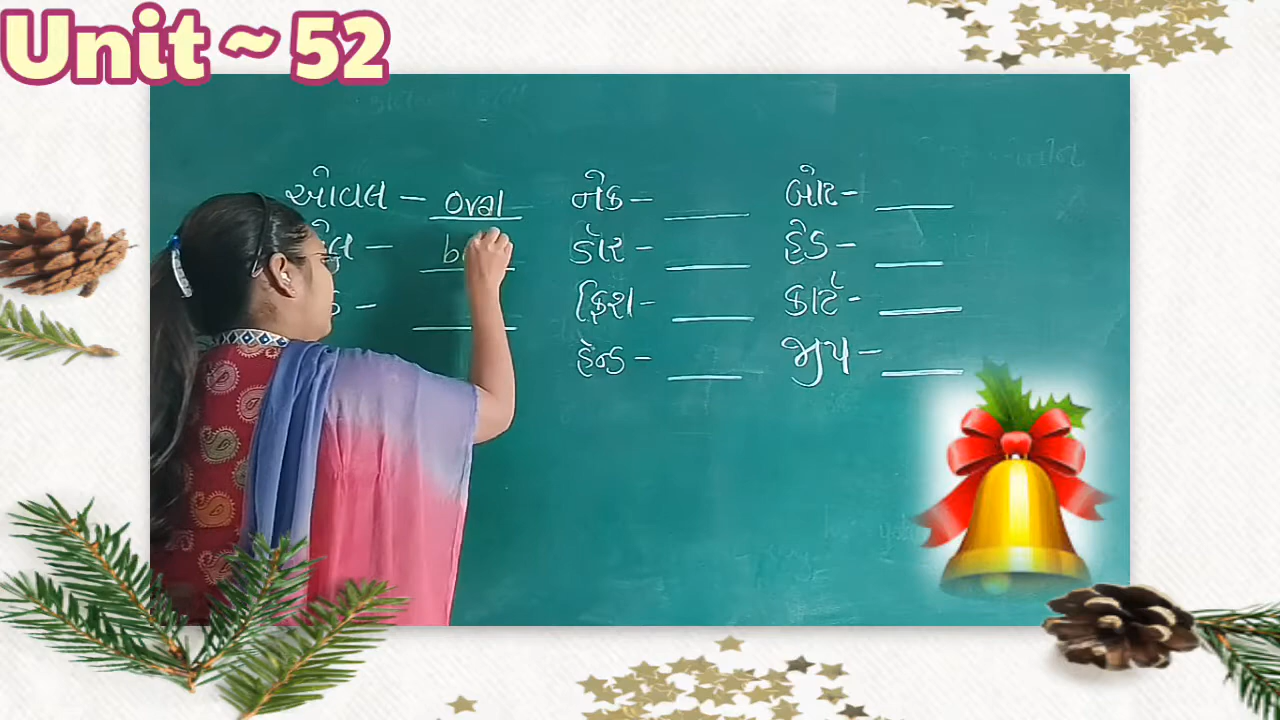 Unit ~ 52
ઓવલ - oval
નેક -
બોટ -
ડોર -
હેડ -
ફિશ -
કાર્ટ -
હેન્ડ -
જીપ -